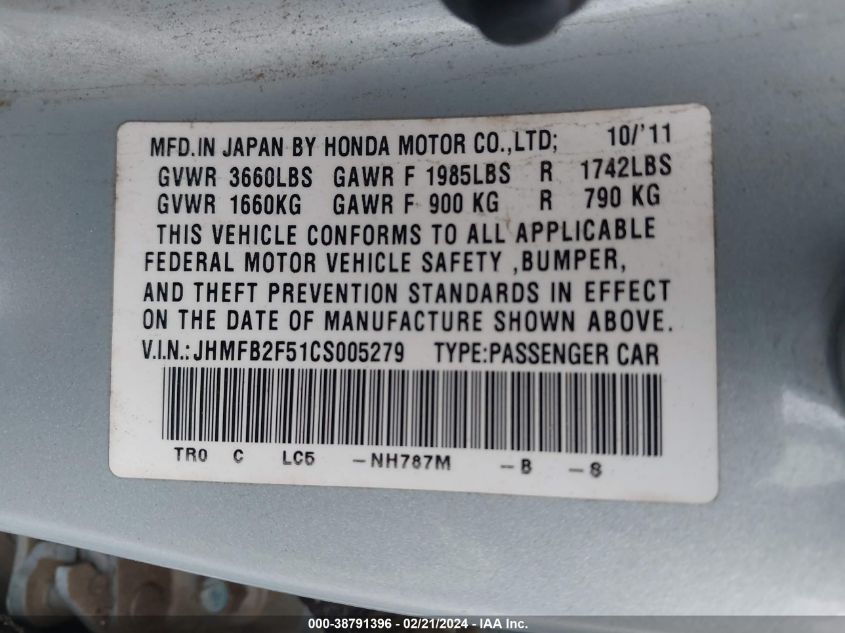 MFD.IN JAPAN BY HONDA MOTOR CO.,LTD; 10/'11
GVWR 3660LBS GAWR F 1985LBS R 1742LBS
GVWR 1660KG GAWR F 900 KG R 790 KG
THIS VEHICLE CONFORMS TO ALL APPLICABLE
FEDERAL MOTOR VEHICLE SAFETY ,BUMPER,
AND THEFT PREVENTION STANDARDS IN EFFECT
ON THE DATE OF MANUFACTURE SHOWN ABOVE.
V.I.N.: JHMFB2F51CS005279 TYPE:PASSENGER CAR
TR0 C LC5 -NH787M -B -S
000-38791396 - 02/21/2024 - IAA Inc.